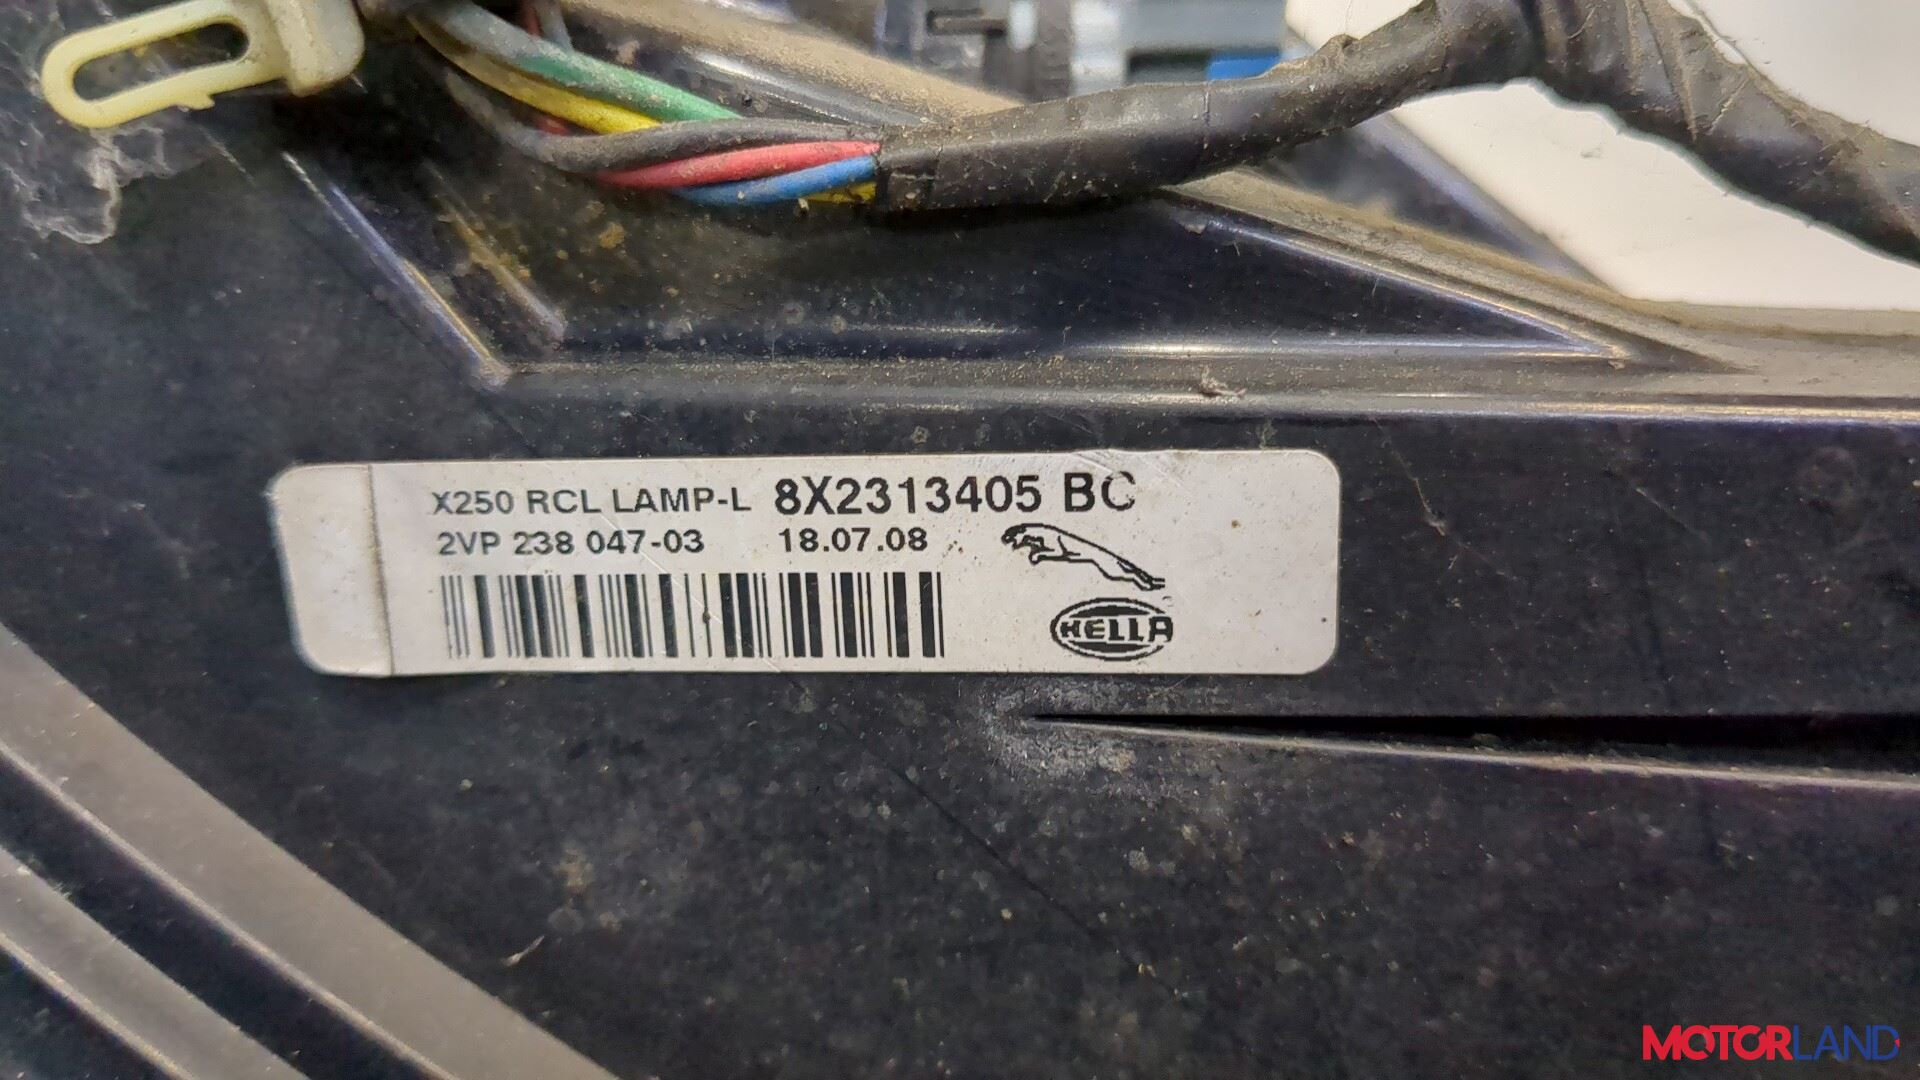 X250 RCL LAMP-L 8X2313405 BC
2VP 238 047-03 18.07.08
HELLA
MOTORLAND